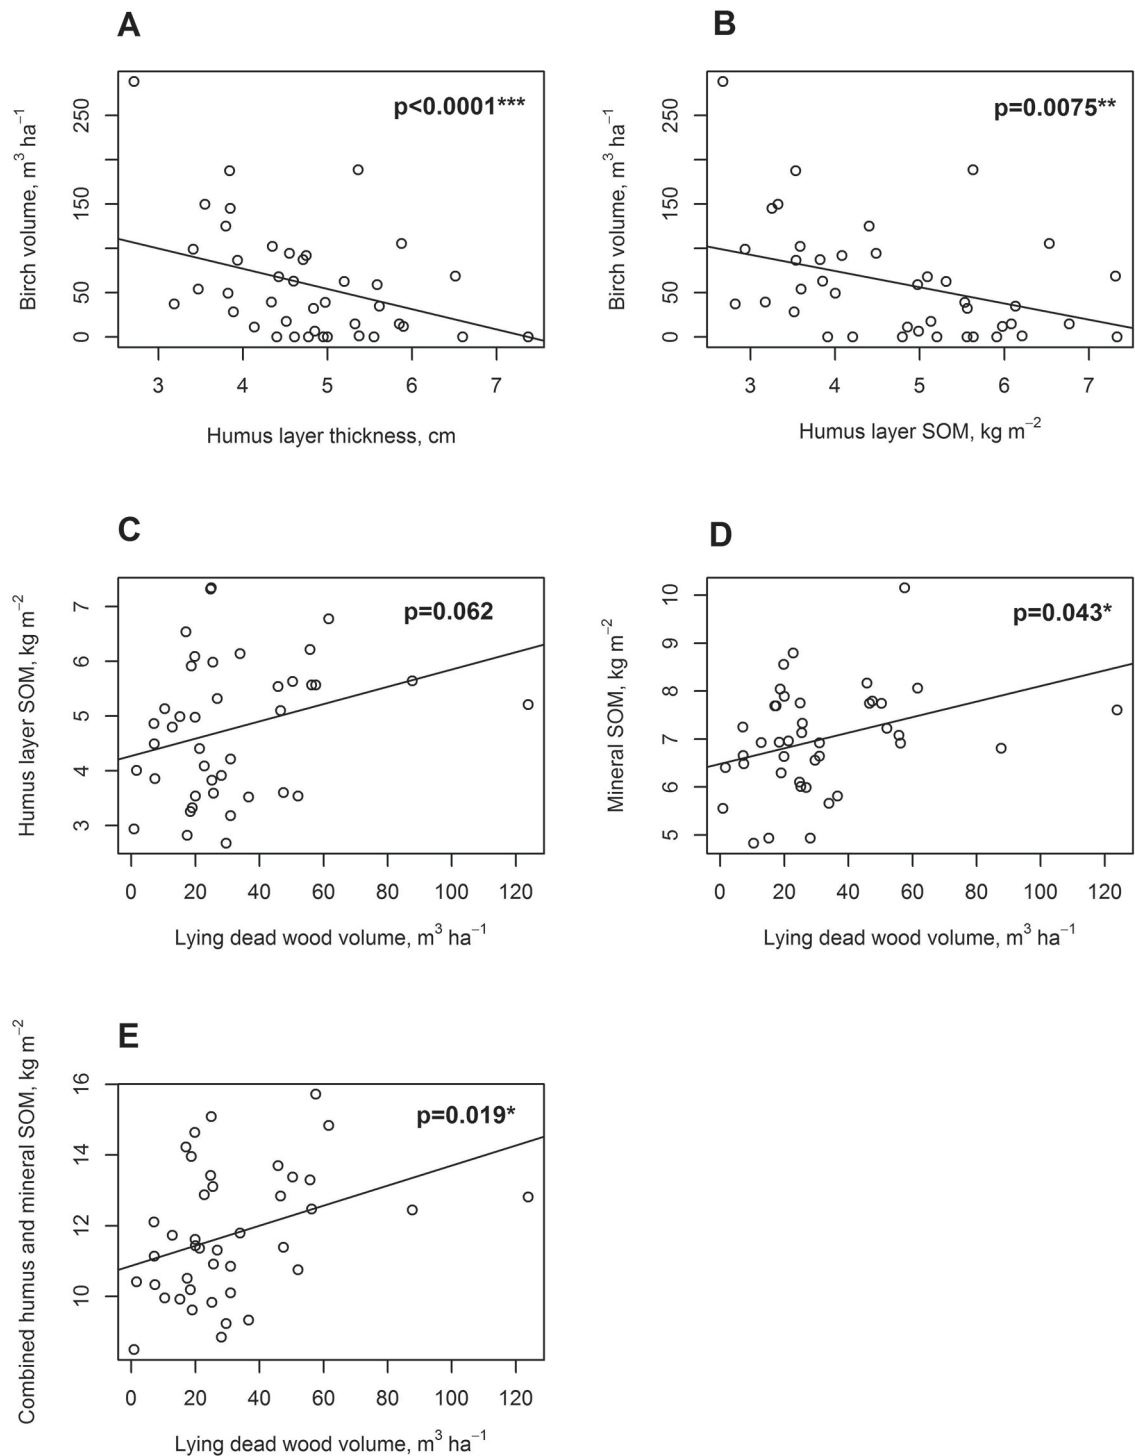 A
B
p<0.0001***
p=0.0075**
Birch volume, m³ ha⁻¹
0
50
150
250
3 4 5 6 7
Humus layer thickness, cm
Birch volume, m³ ha⁻¹
0
50
150
250
3 4 5 6 7
Humus layer SOM, kg m⁻²
C
D
p=0.062
p=0.043*
Humus layer SOM, kg m⁻²
3
4
5
6
7
0 20 40 60 80 100 120
Lying dead wood volume, m³ ha⁻¹
Mineral SOM, kg m⁻²
5
6
7
8
9
10
0 20 40 60 80 100 120
Lying dead wood volume, m³ ha⁻¹
E
p=0.019*
Combined humus and mineral SOM, kg m⁻²
10
12
14
16
0 20 40 60 80 100 120
Lying dead wood volume, m³ ha⁻¹